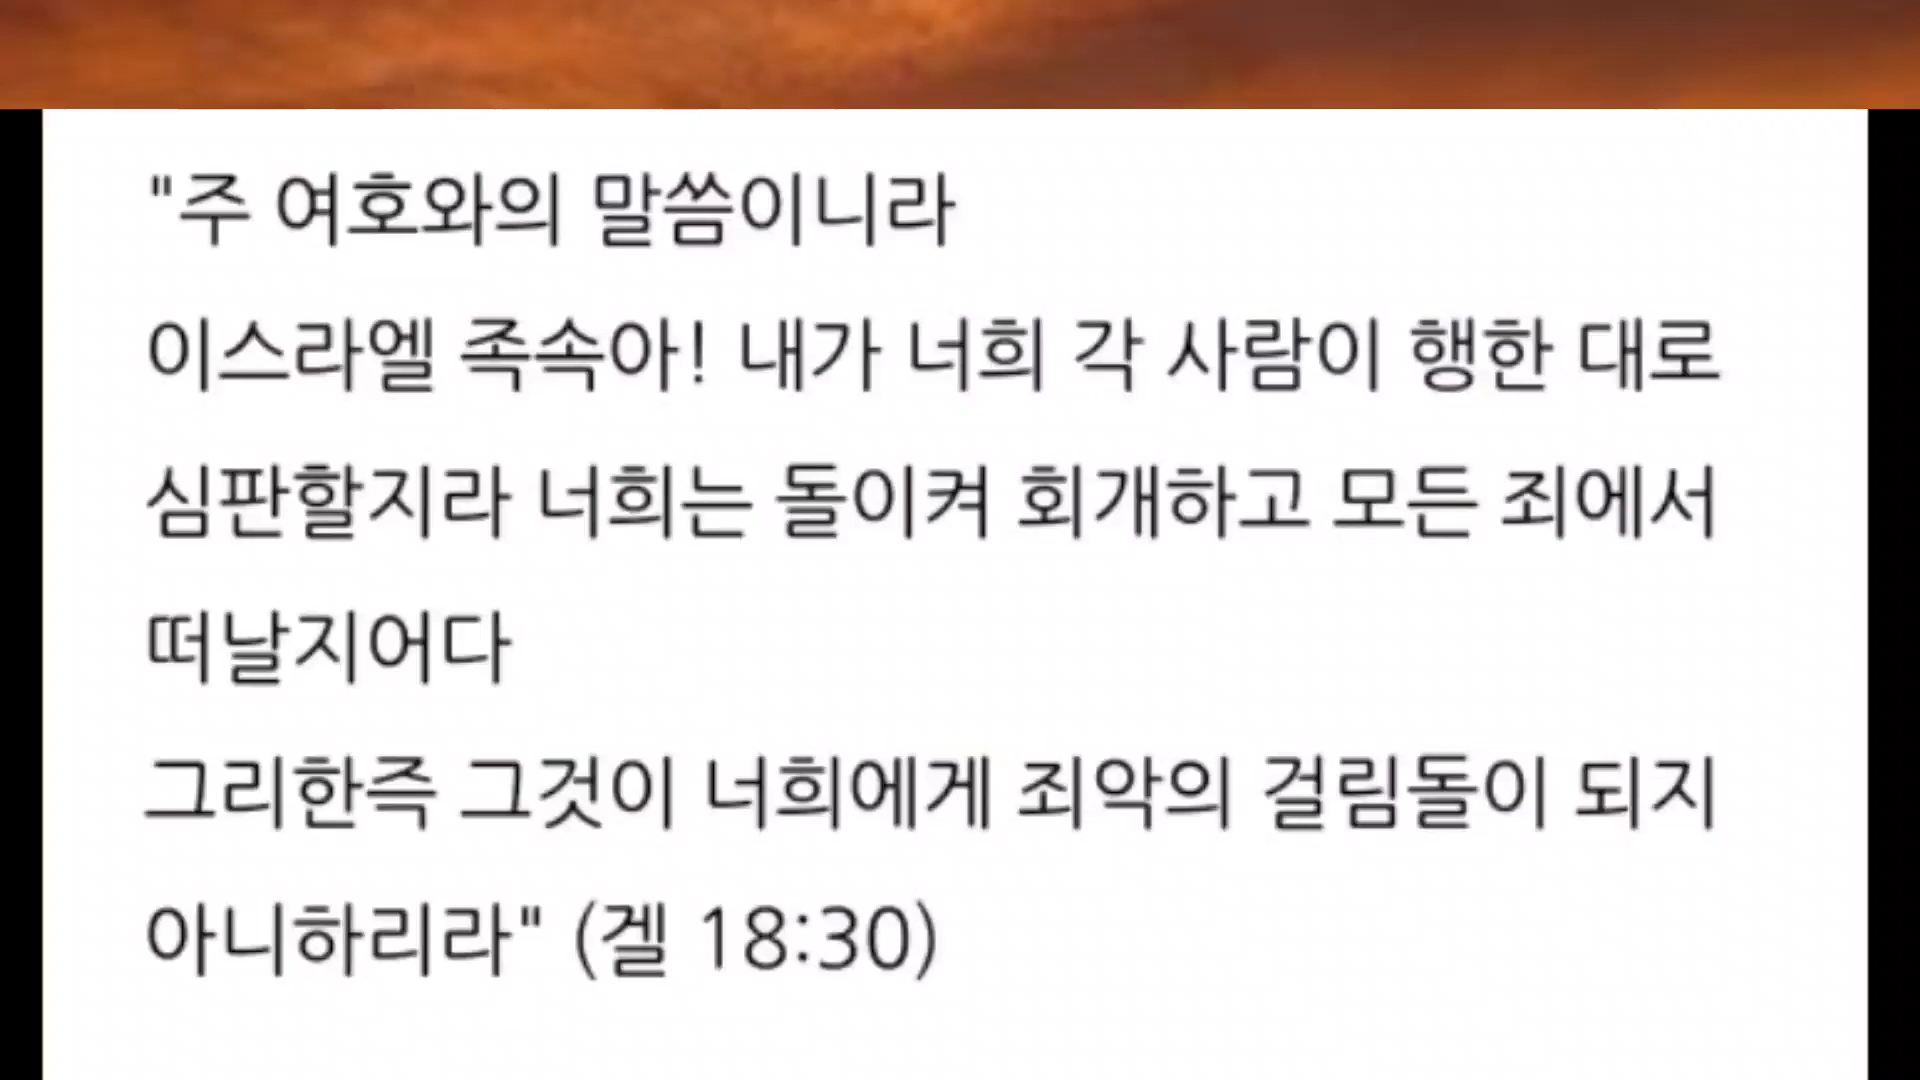 "주 여호와의 말씀이니라
이스라엘 족속아! 내가 너희 각 사람이 행한 대로
심판할지라 너희는 돌이켜 회개하고 모든 죄에서
떠날지어다
그리한즉 그것이 너희에게 죄악의 걸림돌이 되지
아니하리라" (겔 18:30)